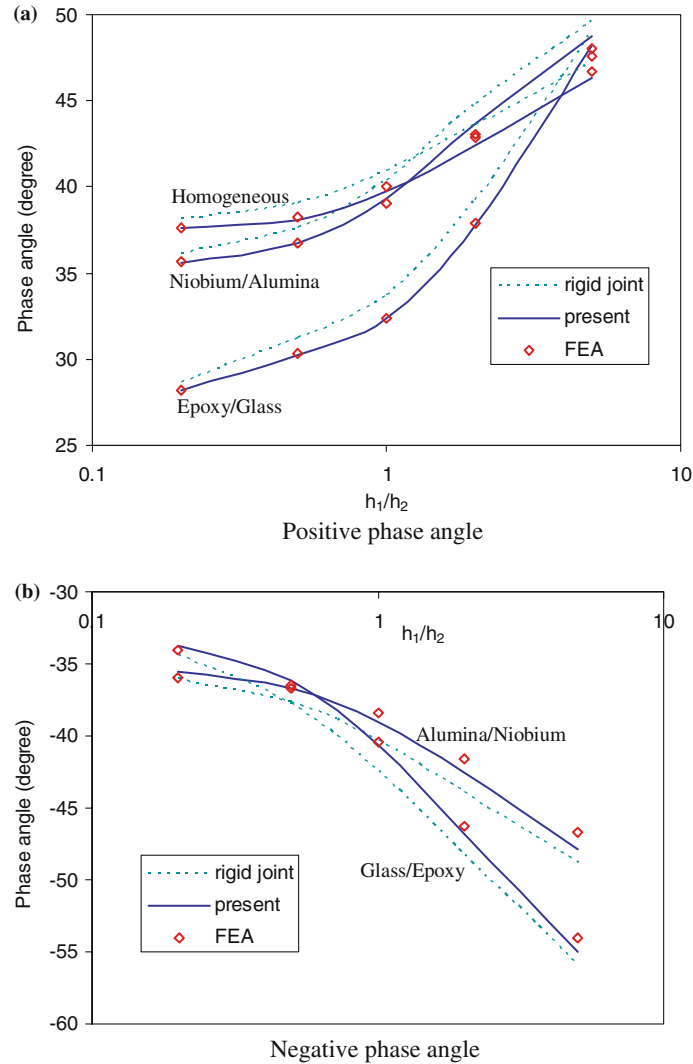 (a)
50
45
40
35
30
25
Phase angle (degree)
Homogeneous
Niobium/Alumina
Epoxy/Glass
rigid joint
present
FEA
0.1
1
10
h1/h2
Positive phase angle
(b)
-30
-35
-40
-45
-50
-55
-60
Phase angle (degree)
0.1
1
10
h1/h2
Alumina/Niobium
Glass/Epoxy
rigid joint
present
FEA
Negative phase angle